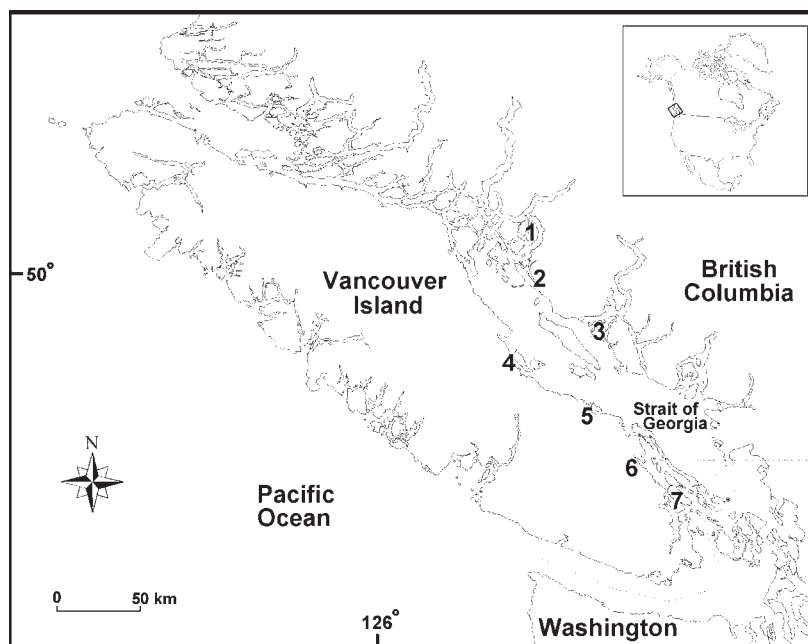 1
50°
2
Vancouver
Island
British
Columbia
3
4
5
Strait of
Georgia
N
6
7
Pacific
Ocean
0
50 km
126°
Washington